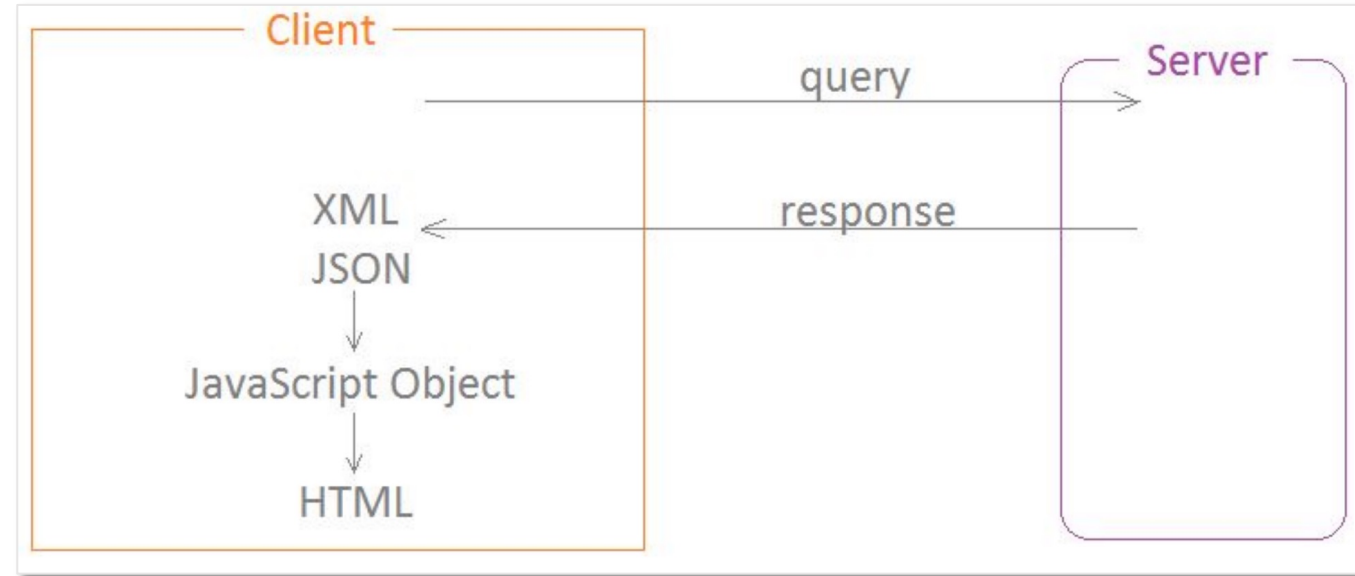 Client
Server
query
XML
response
JSON
JavaScript Object
HTML